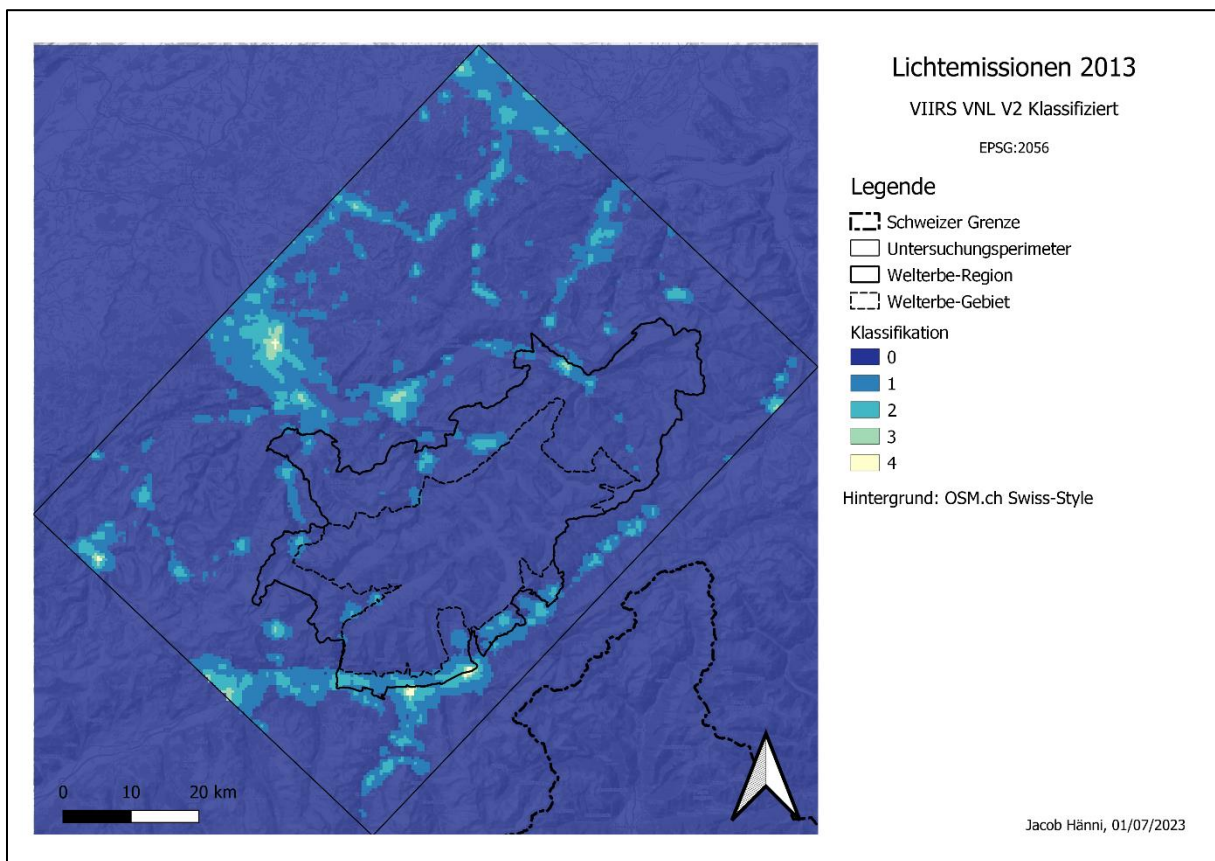 Lichtemissionen 2013
VIIRS VNL V2 Klassifiziert
EPSG:2056
Legende
Schweizer Grenze
Untersuchungsperimeter
Welterbe-Region
Welterbe-Gebiet
Klassifikation
0
1
2
3
4
Hintergrund: OSM.ch Swiss-Style
0 10 20 km
Jacob Hänni, 01/07/2023